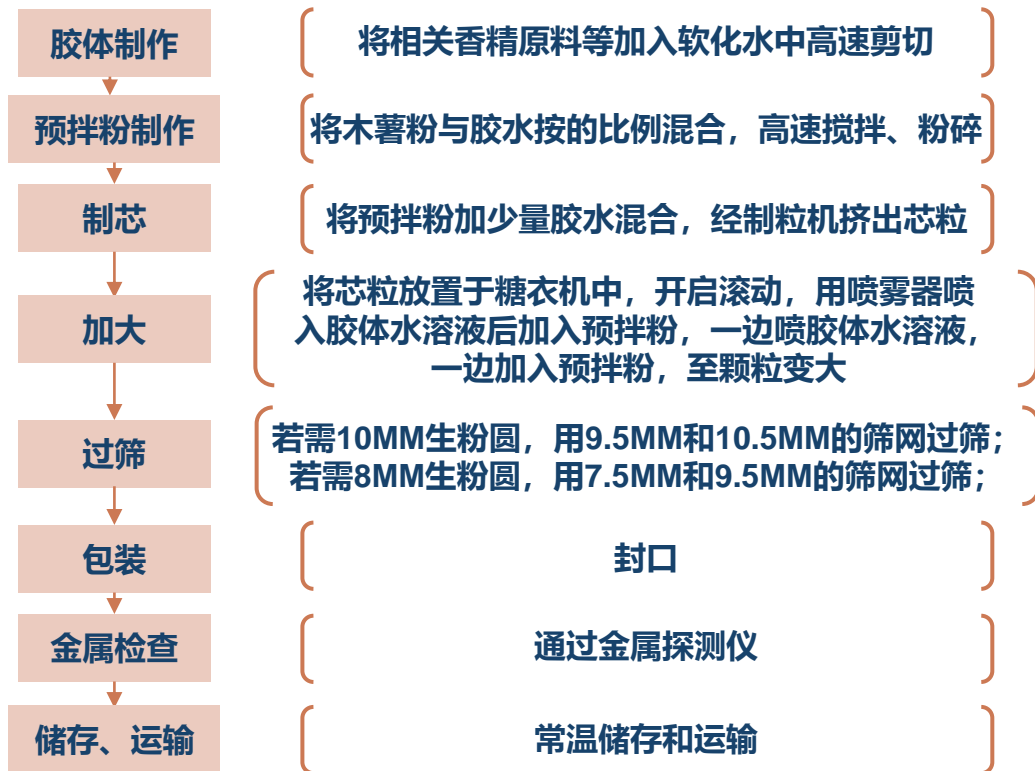 胶体制作
将相关香精原料等加入软化水中高速剪切
预拌粉制作
将木薯粉与胶水按的比例混合，高速搅拌、粉碎
制芯
将预拌粉加少量胶水混合，经制粒机挤出芯粒
加大
将芯粒放置于糖衣机中，开启滚动，用喷雾器喷
入胶体水溶液后加入预拌粉，一边喷胶体水溶液，
一边加入预拌粉，至颗粒变大
过筛
若需10MM生粉圆，用9.5MM和10.5MM的筛网过筛；
若需8MM生粉圆，用7.5MM和9.5MM的筛网过筛；
包装
封口
金属检查
通过金属探测仪
储存、运输
常温储存和运输